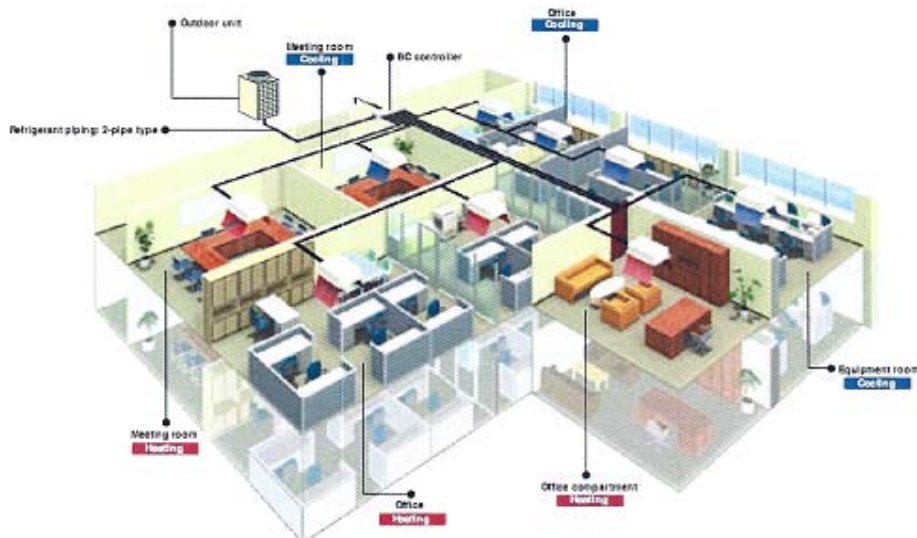 Outdoor unit
Office
Cooling
Meeting room
Cooling
BC controller
Refrigerant piping: 2-pipe type
Equipment room
Cooling
Meeting room
Heating
Office compartment
Heating
Office
Heating